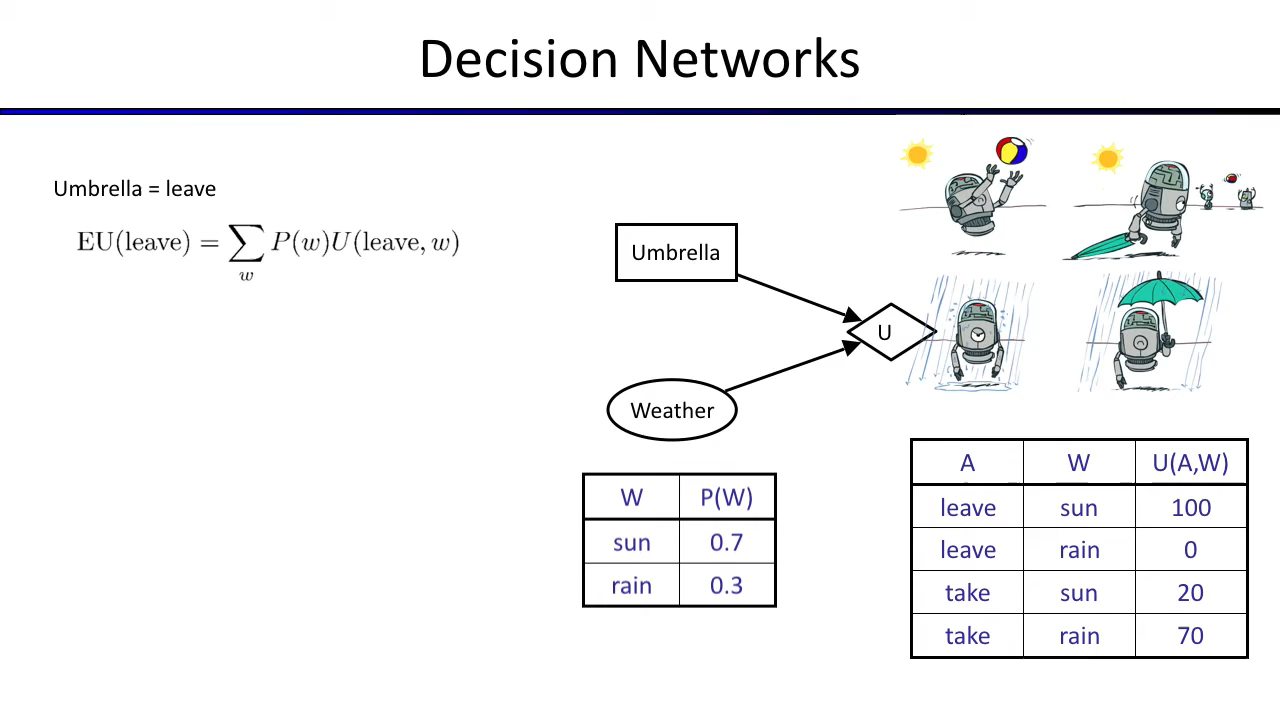 Decision Networks
Umbrella = leave
EU(leave) = ∑_w P(w)U(leave, w)
Umbrella
U
Weather
W P(W)
sun 0.7
rain 0.3
A W U(A,W)
leave sun 100
leave rain 0
take sun 20
take rain 70